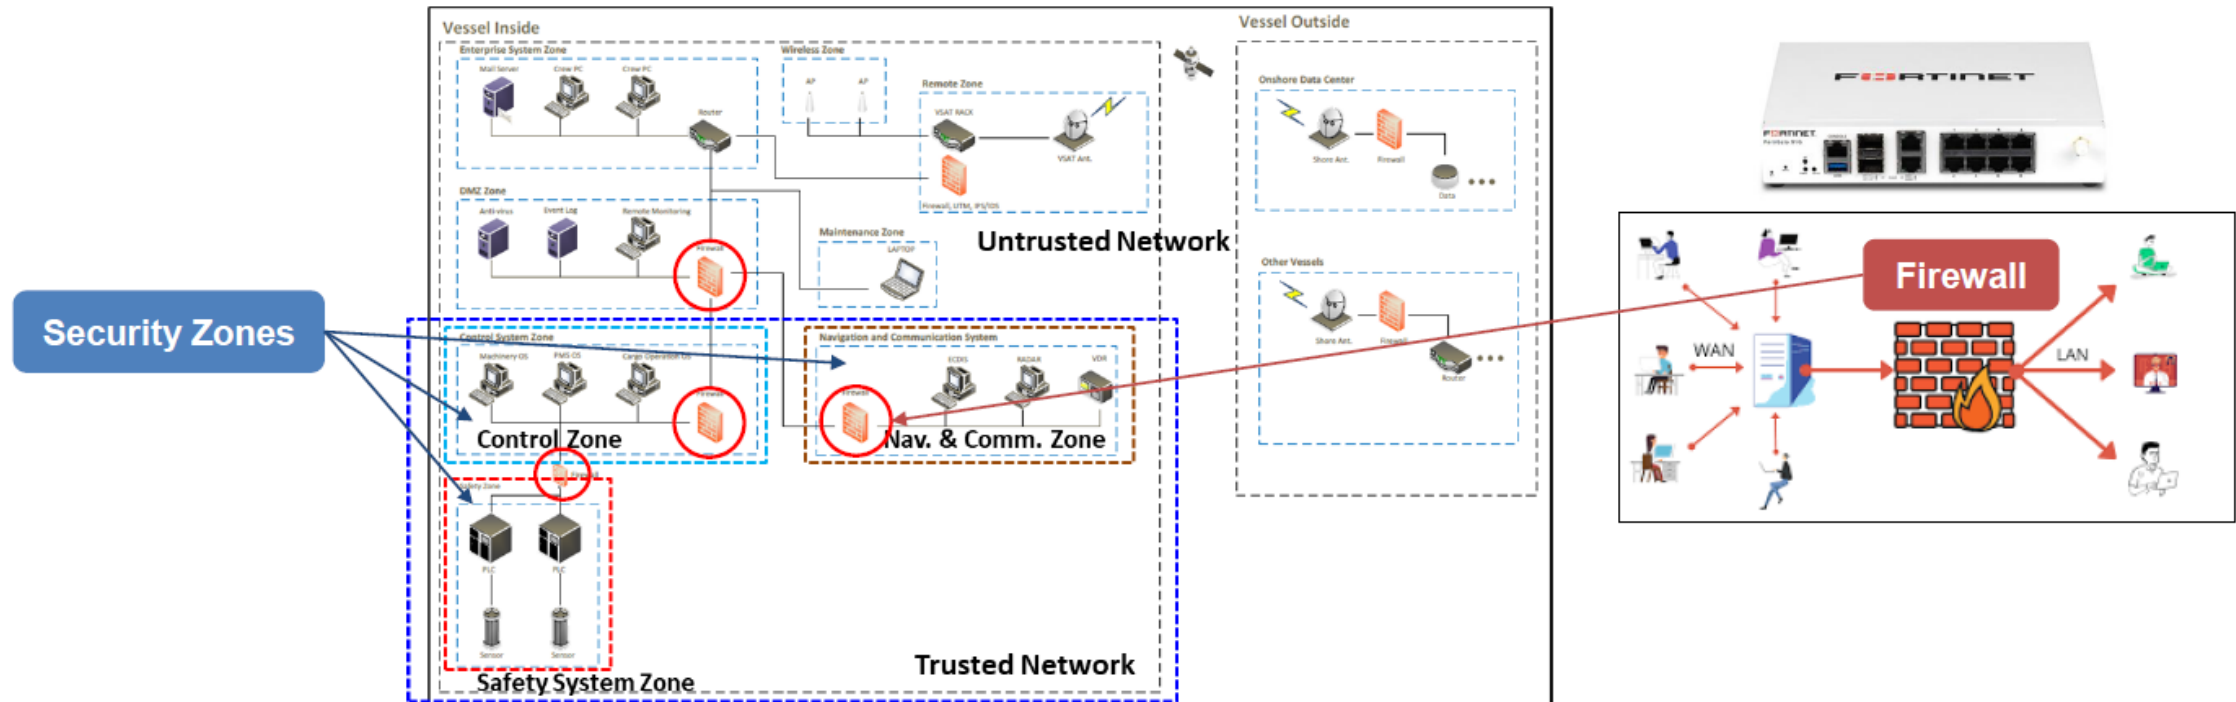 Vessel Inside
Vessel Outside
Enterprise System Zone
Mail Server
Crew PC
Crew PC
Router
Wireless Zone
AP
AP
Remote Zone
VSAT RACK
VSAT Ant.
Firewall, UTM, IPS/IDS
Onshore Data Center
Shore Ant.
Firewall
Data
DMZ Zone
Anti-virus
Event Log
Remote Monitoring
Firewall
Maintenance Zone
LAPTOP
Untrusted Network
Other Vessels
Shore Ant.
Firewall
Router
Security Zones
Control System Zone
Machinery OS
PMS OS
Cargo Operation OS
Firewall
Control Zone
Navigation and Communication System
Firewall
ECDIS
RADAR
VDR
Nav. & Comm. Zone
Firewall
Safety Zone
PLC
PLC
Sensor
Sensor
Safety System Zone
Trusted Network
FORTINET
FORTINET
Firewall
WAN
LAN